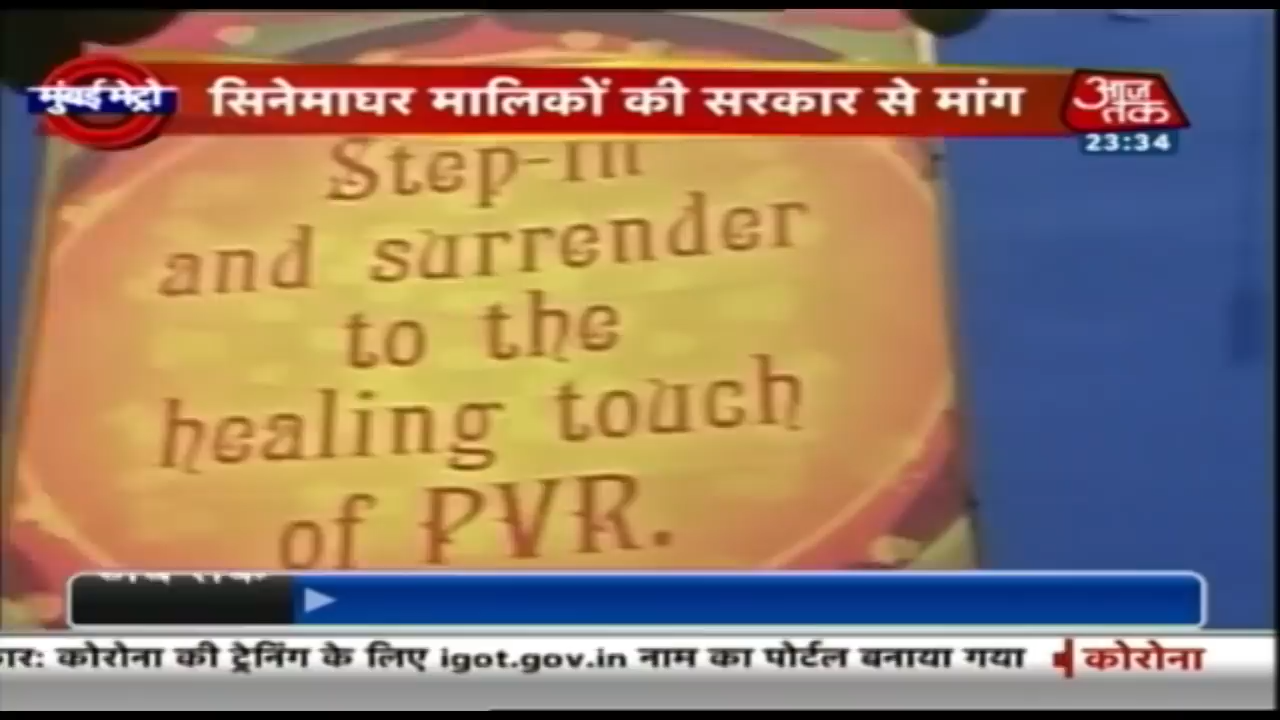 मुंबई मेट्रो
सिनेमाघर मालिकों की सरकार से मांग
आज तक
23:34
Step-in
and surrender
to the
healing touch
of PVR.
कार: कोरोना की ट्रेनिंग के लिए igot.gov.in नाम का पोर्टल बनाया गया
कोरोना